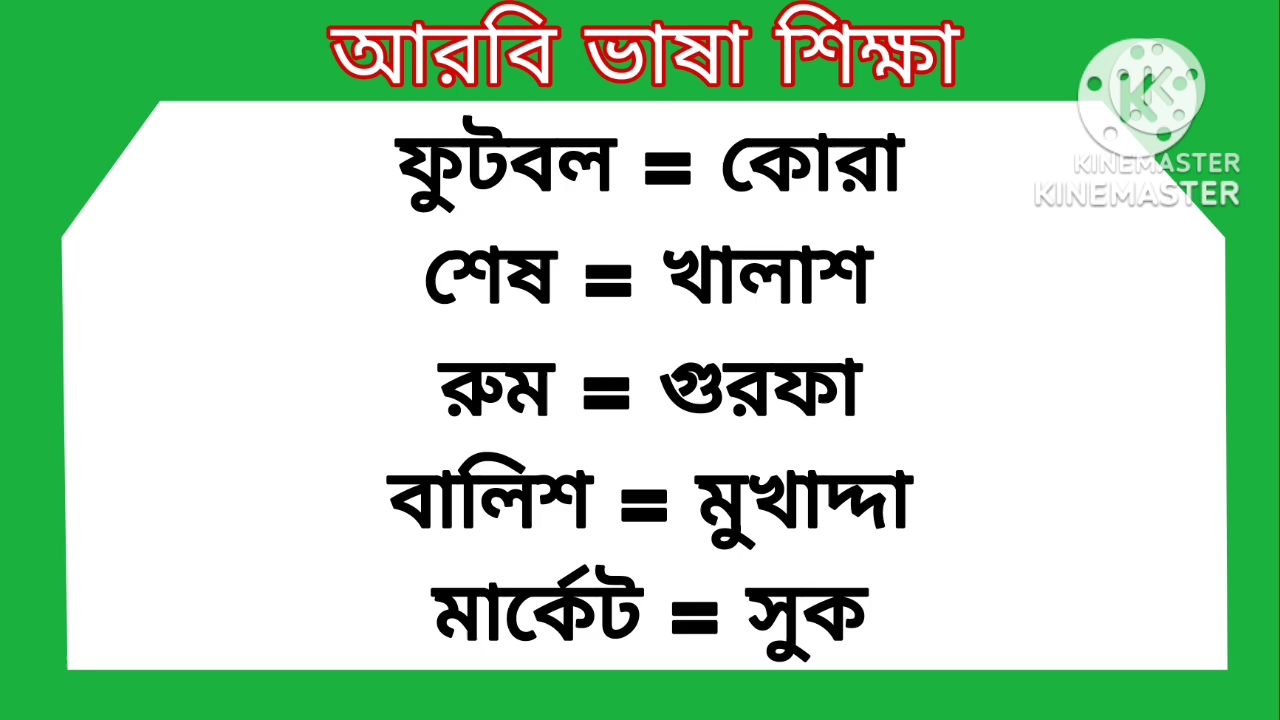 আরবি ভাষা শিক্ষা
KINEMASTER
KINEMASTER
ফুটবল = কোরা
শেষ = খালাশ
রুম = গুরফা
বালিশ = মুখাদ্দা
মার্কেট = সুক